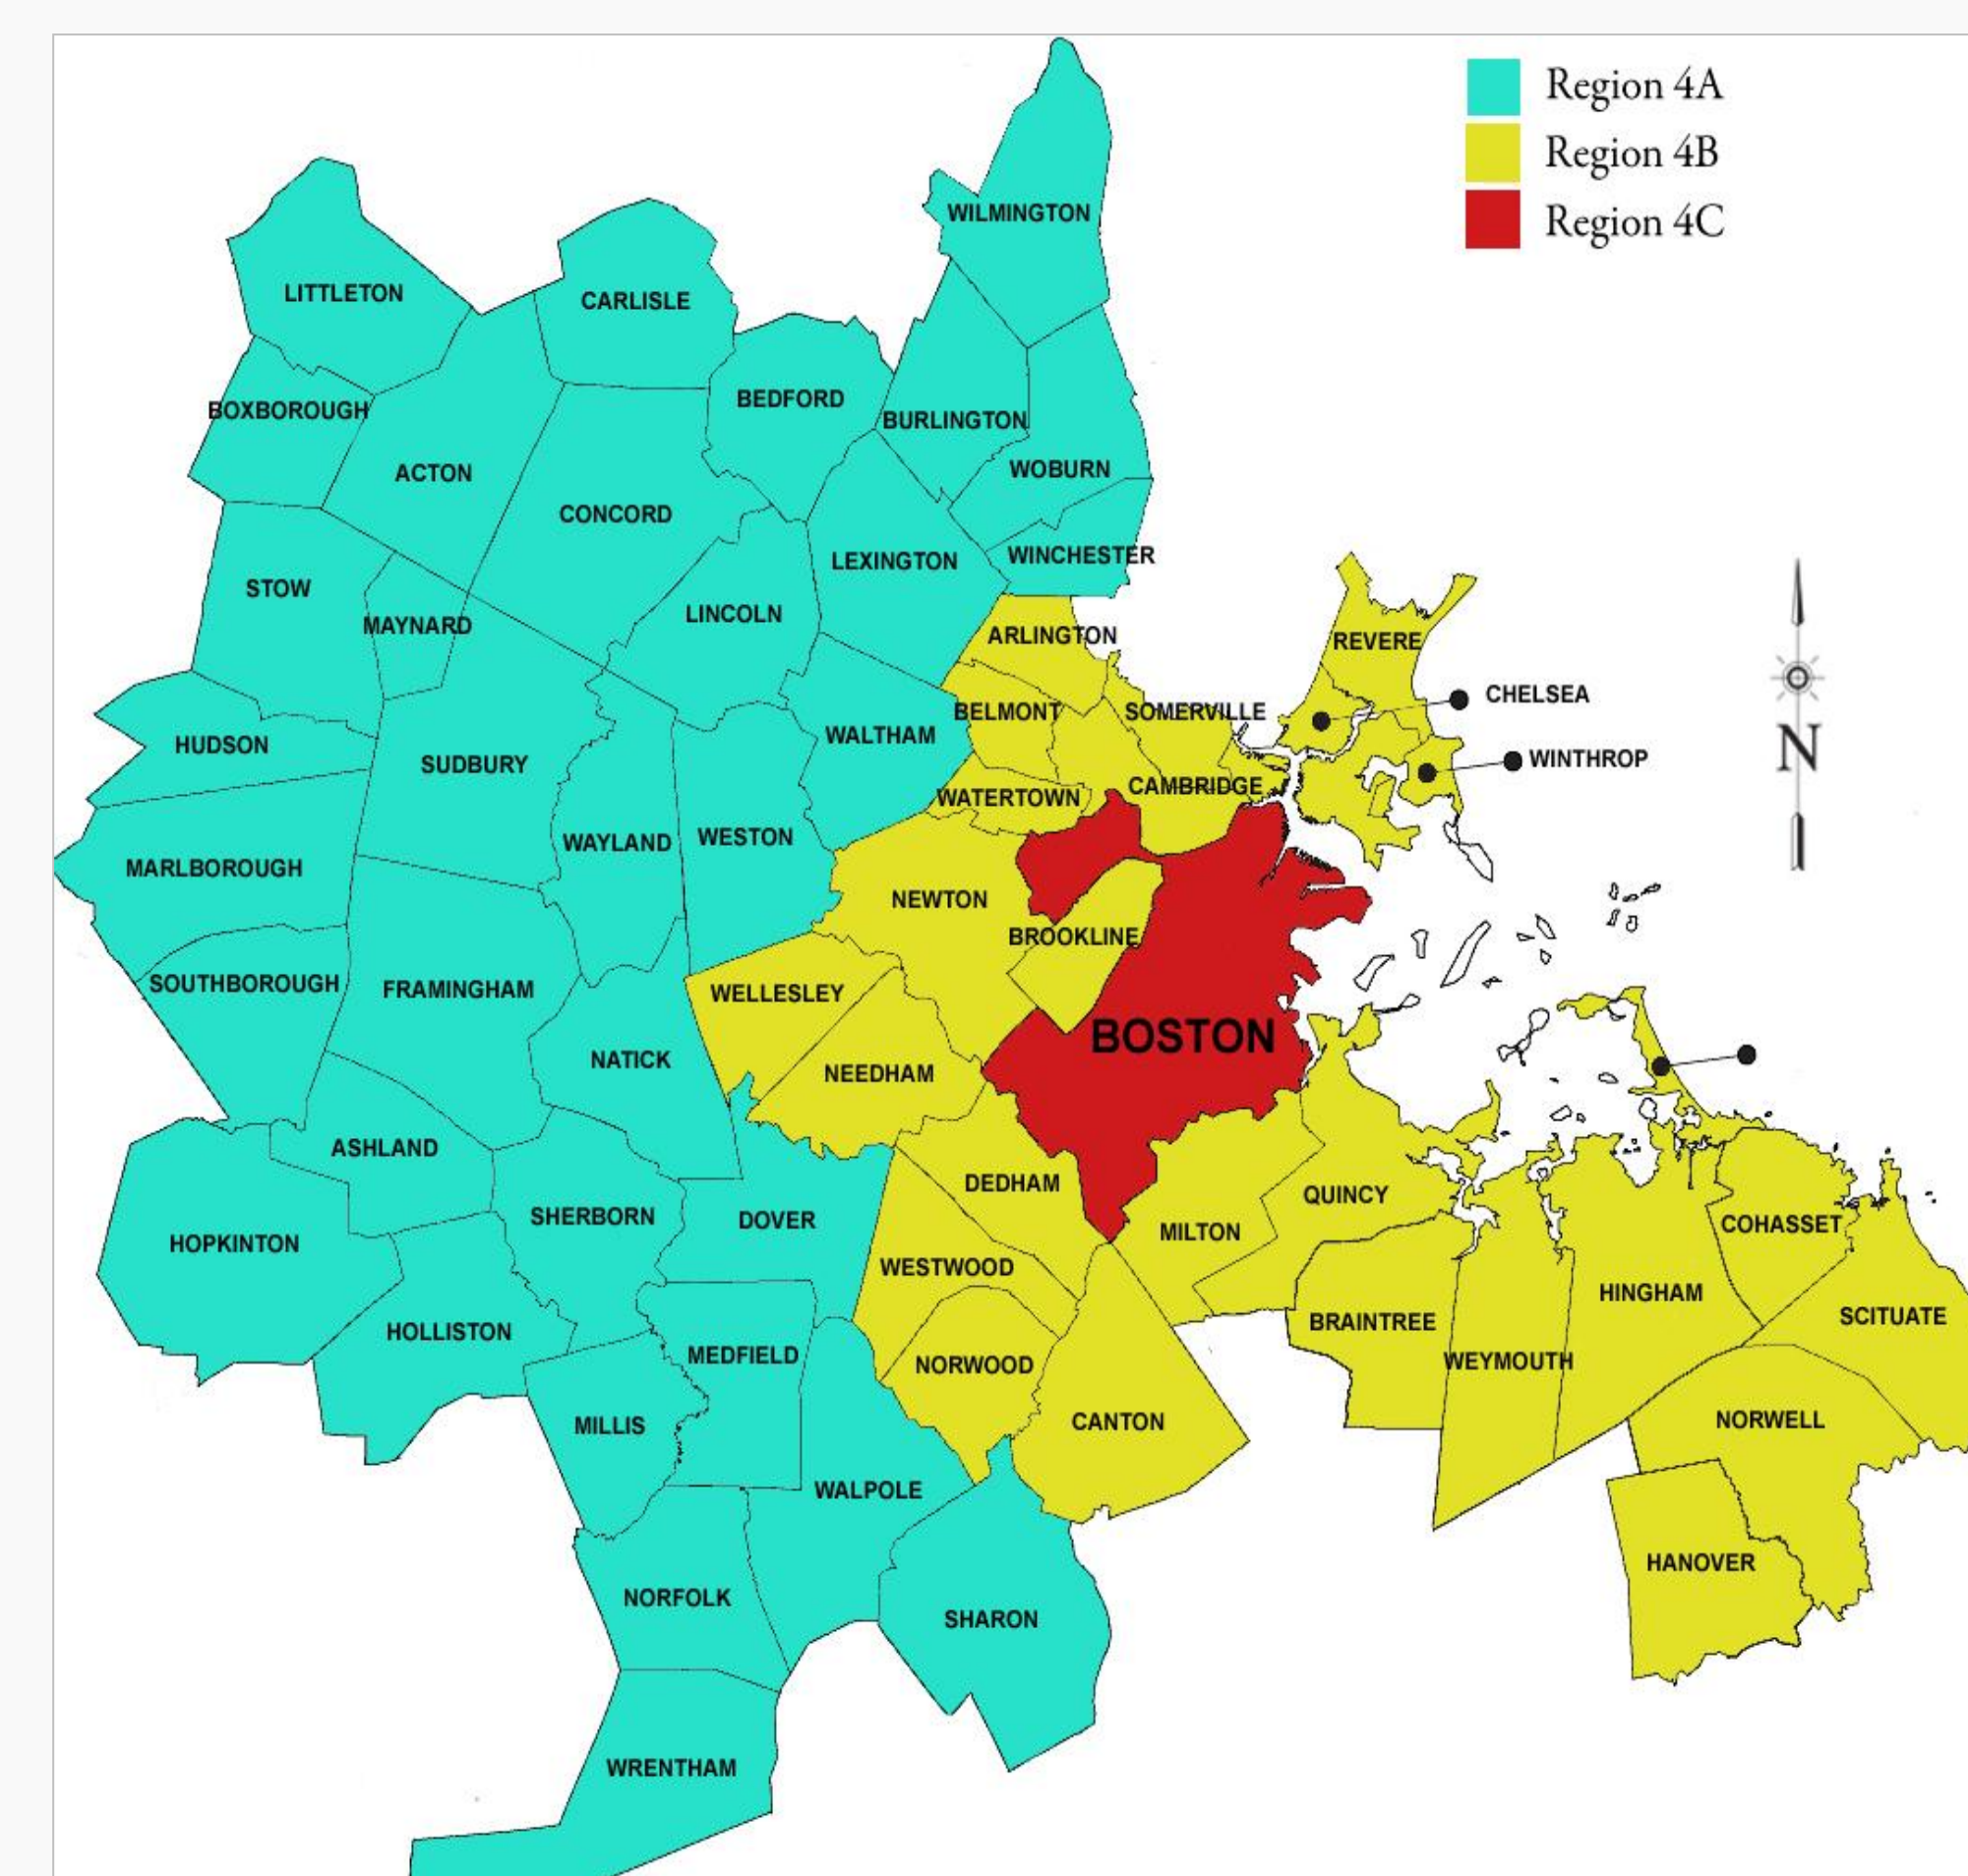 Region 4A
Region 4B
Region 4C
WILMINGTON
LITTLETON
CARLISLE
BEDFORD
BOXBOROUGH
BURLINGTON
ACTON
WOBURN
CONCORD
WINCHESTER
LEXINGTON
STOW
LINCOLN
MAYNARD
ARLINGTON
REVERE
CHELSEA
BELMONT
SOMERVILLE
WALTHAM
HUDSON
WINTHROP
N
SUDBURY
CAMBRIDGE
WATERTOWN
WESTON
WAYLAND
MARLBOROUGH
NEWTON
BROOKLINE
SOUTHBOROUGH
FRAMINGHAM
WELLESLEY
BOSTON
NATICK
NEEDHAM
ASHLAND
DEDHAM
QUINCY
SHERBORN
DOVER
COHASSET
MILTON
HOPKINTON
WESTWOOD
HINGHAM
SCITUATE
BRAINTREE
HOLLISTON
MEDFIELD
WEYMOUTH
NORWOOD
NORWELL
CANTON
MILLIS
WALPOLE
HANOVER
NORFOLK
SHARON
WRENTHAM